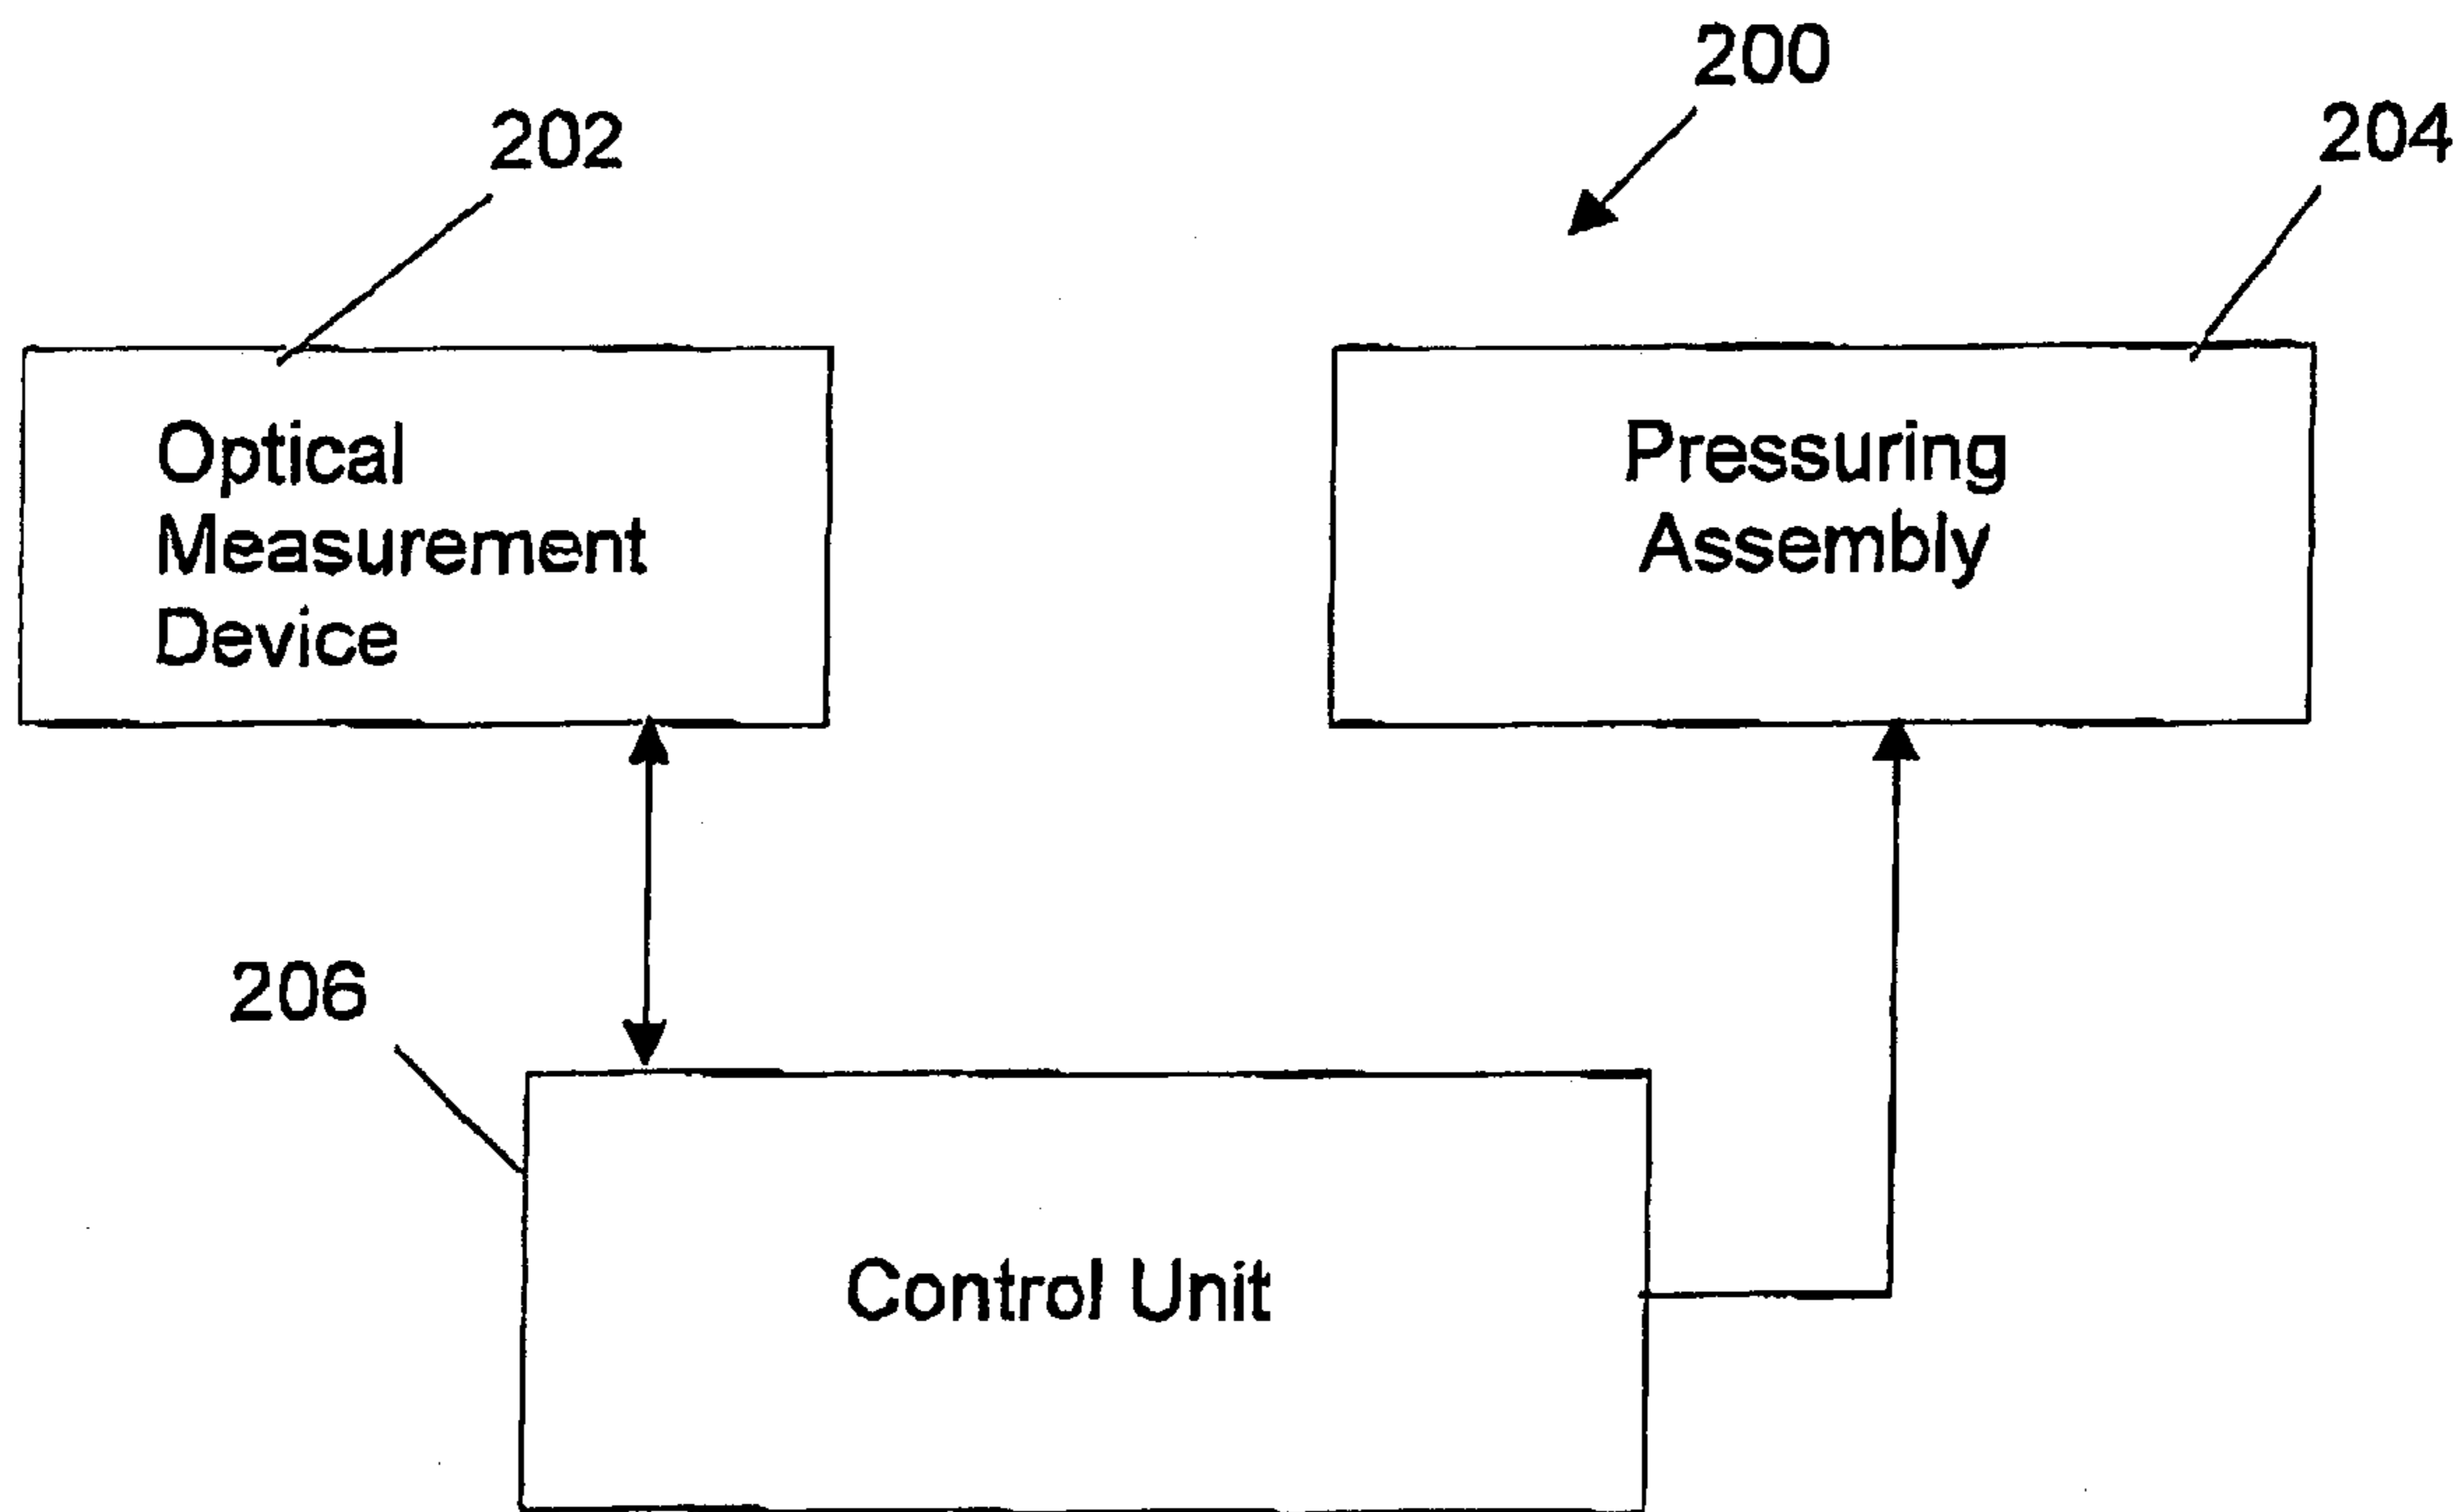 200
202
204
Optical
Measurement
Device
Pressuring
Assembly
206
Control Unit